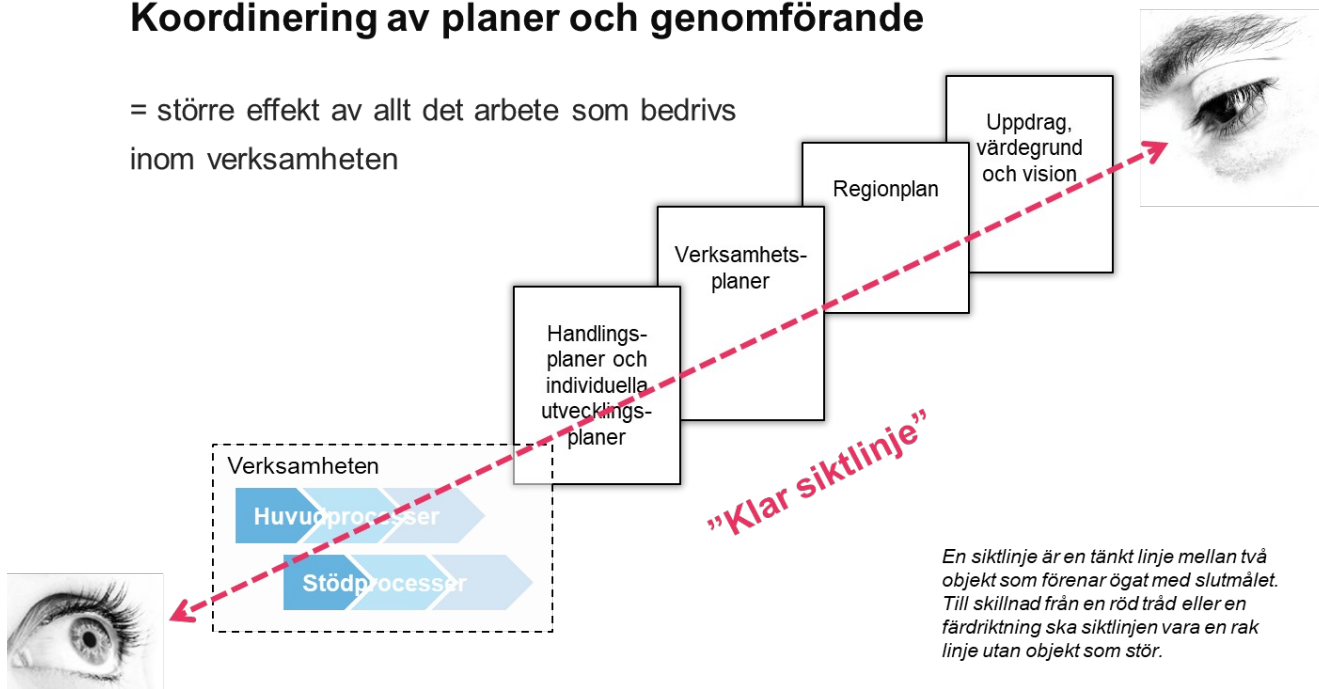 Koordinering av planer och genomförande
= större effekt av allt det arbete som bedrivs
inom verksamheten
Uppdrag,
värdegrund
och vision
Regionplan
Verksamhets-
planer
Handlings-
planer och
individuella
utvecklings-
planer
Verksamheten
Huvudprocesser
Stödprocesser
”Klar siktlinje”
En siktlinje är en tänkt linje mellan två
objekt som förenar ögat med slutmålet.
Till skillnad från en röd tråd eller en
färdriktning ska siktlinjen vara en rak
linje utan objekt som stör.